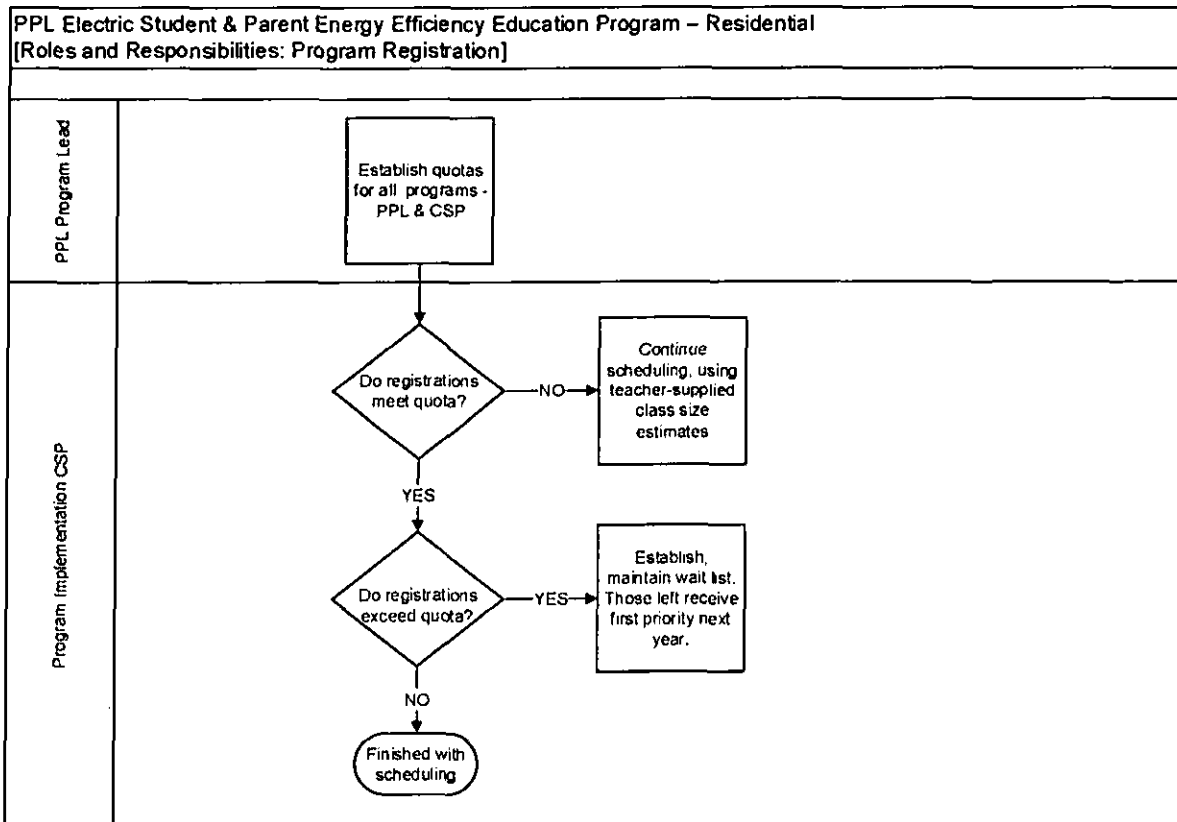 PPL Electric Student & Parent Energy Efficiency Education Program – Residential
[Roles and Responsibilities: Program Registration]
PPL Program Lead
Establish quotas
for all programs -
PPL & CSP
Program Implementation CSP
Do registrations
meet quota?
NO
Continue
scheduling, using
teacher-supplied
class size
estimates
YES
Do registrations
exceed quota?
YES
Establish,
maintain wait list.
Those left receive
first priority next
year.
NO
Finished with
scheduling